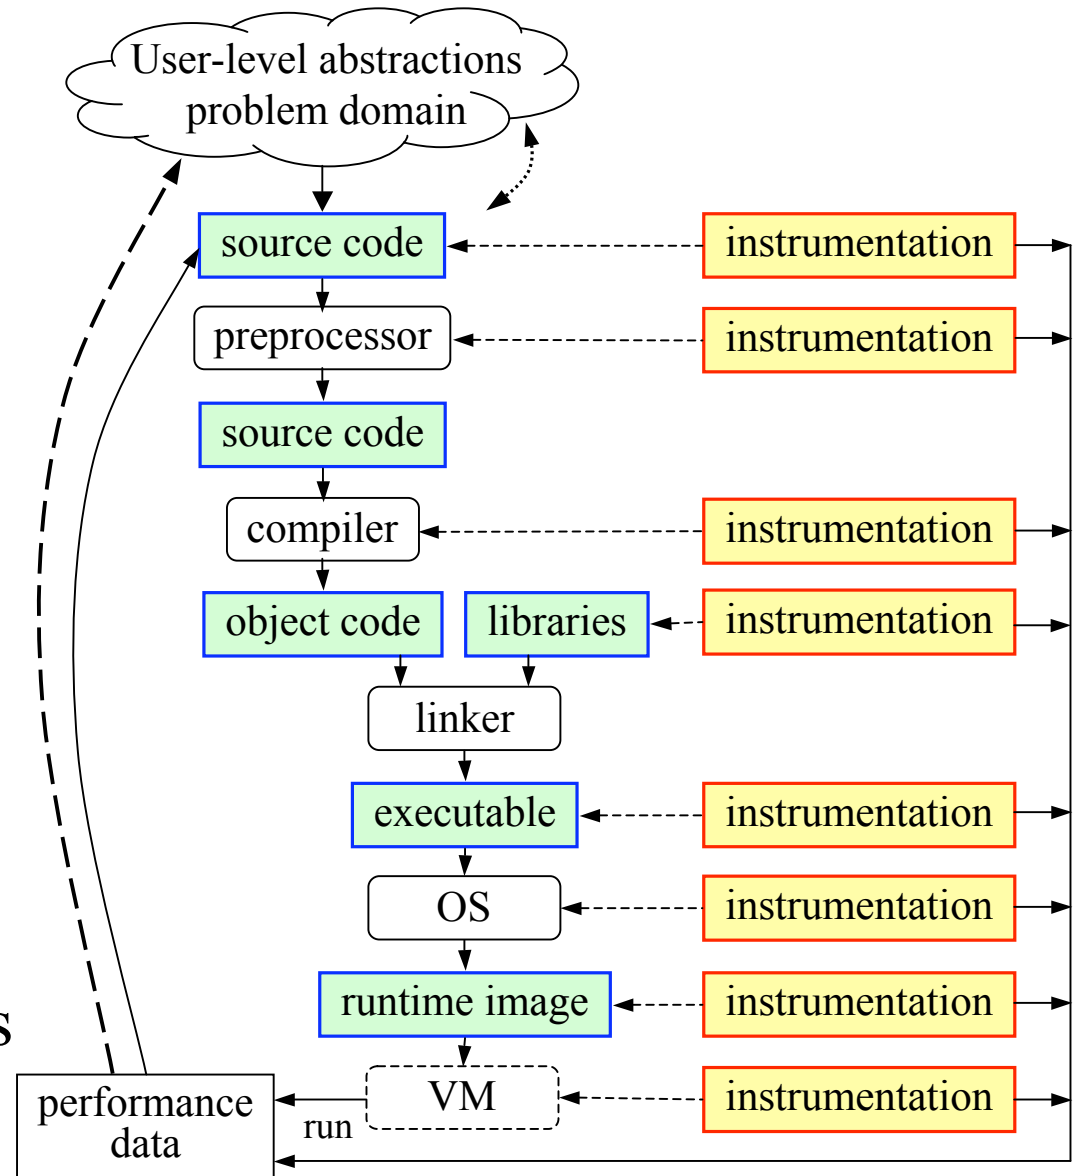 User-level abstractions
problem domain
source code
instrumentation
preprocessor
instrumentation
source code
compiler
instrumentation
object code
libraries
instrumentation
linker
executable
instrumentation
OS
instrumentation
runtime image
instrumentation
s
VM
instrumentation
performance
data
run